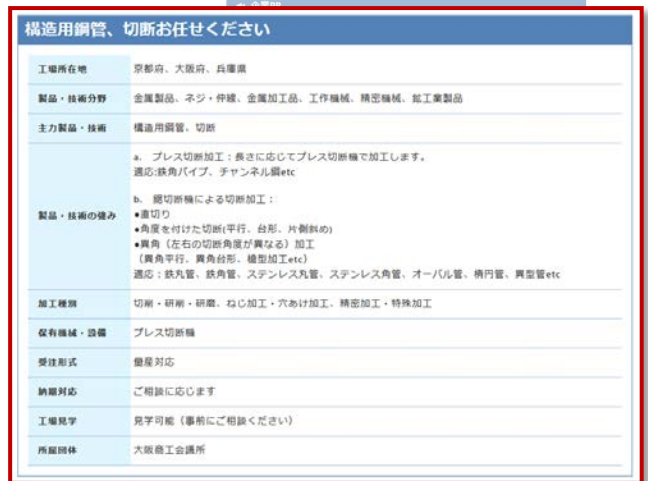 構造用鋼管、切断お任せください
工場所在地 京都府、大阪府、兵庫県
製品・技術分野 金属製品、ネジ・伸線、金属加工品、工作機械、精密機械、鉱工業製品
主力製品・技術 構造用鋼管、切断
製品・技術の強み
a. プレス切断加工：長さに応じてプレス切断機で加工します。
適応:鉄角パイプ、チャンネル鋼etc
b. 鋸切断機による切断加工：
●直切り
●角度を付けた切断(平行、台形、片側斜め)
●異角（左右の切断角度が異なる）加工
（異角平行、異角台形、槍型加工etc）
適応：鉄丸管、鉄角管、ステンレス丸管、ステンレス角管、オーバル管、楕円管、異型管etc
加工種別 切削・研削・研磨、ねじ加工・穴あけ加工、精密加工・特殊加工
保有機械・設備 プレス切断機
受注形式 量産対応
納期対応 ご相談に応じます
工場見学 見学可能（事前にご相談ください）
所属団体 大阪商工会議所